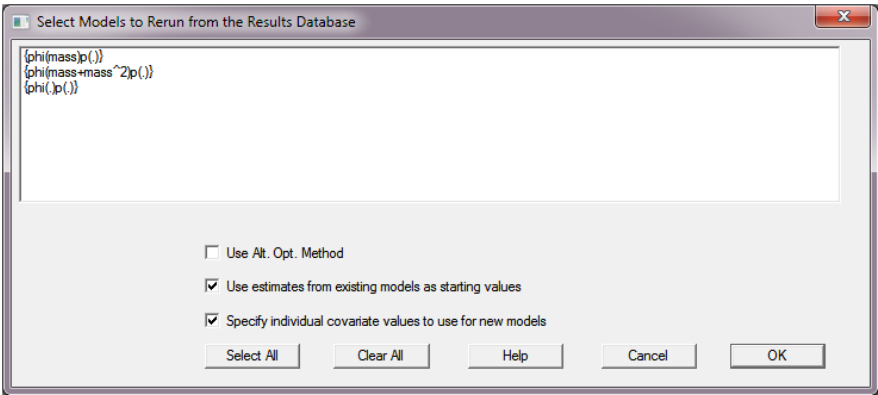 Select Models to Rerun from the Results Database
{phi(mass)p(.)}
{phi(mass+mass^2)p(.)}
{phi(.)p(.)}
Use Alt. Opt. Method
Use estimates from existing models as starting values
Specify individual covariate values to use for new models
Select All Clear All Help Cancel OK